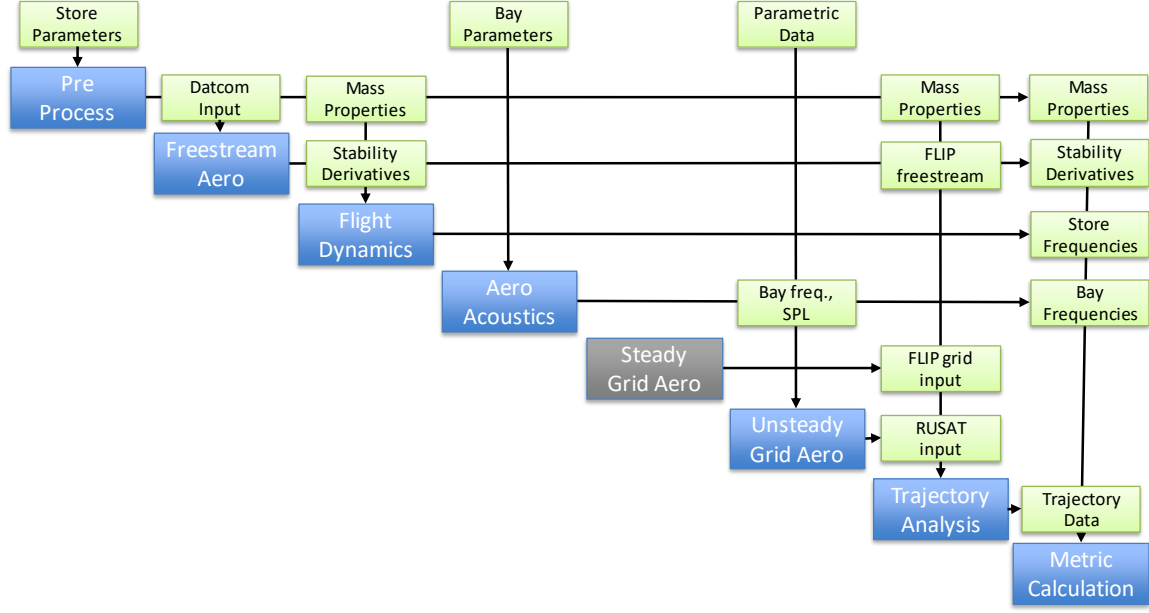 Store
Parameters
Bay
Parameters
Parametric
Data
Pre
Process
Datcom
Input
Mass
Properties
Mass
Properties
Mass
Properties
Freestream
Aero
Stability
Derivatives
FLIP
freestream
Stability
Derivatives
Flight
Dynamics
Store
Frequencies
Aero
Acoustics
Bay freq.,
SPL
Bay
Frequencies
Steady
Grid Aero
FLIP grid
input
Unsteady
Grid Aero
RUSAT
input
Trajectory
Analysis
Trajectory
Data
Metric
Calculation